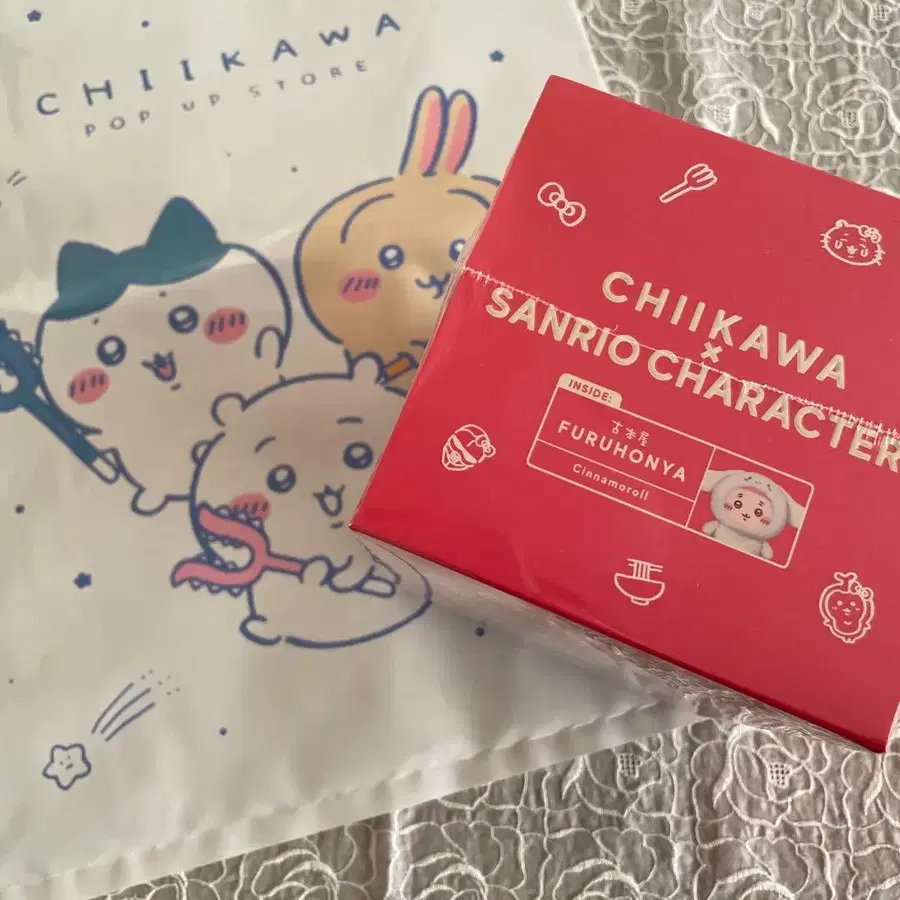 CHIIKAWA
POP UP STORE
CHIIKAWA
×
SANRIO CHARACTER
INSIDE:
古本屋
FURUHONYA
Cinnamoroll